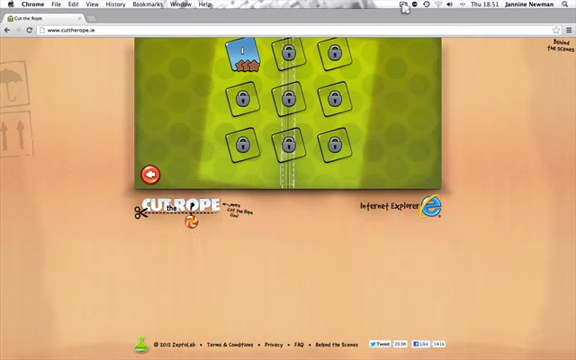 Chrome File Edit View History Bookmarks Window Help
Thu 18:51 Jannine Newman
Cut the Rope
www.cuttherope.ie
Behind the scenes
1
CUT the ROPE
Internet Explorer
© 2012 ZeptoLab • Terms & Conditions • Privacy • FAQ • Behind the Scenes
Tweet
Like